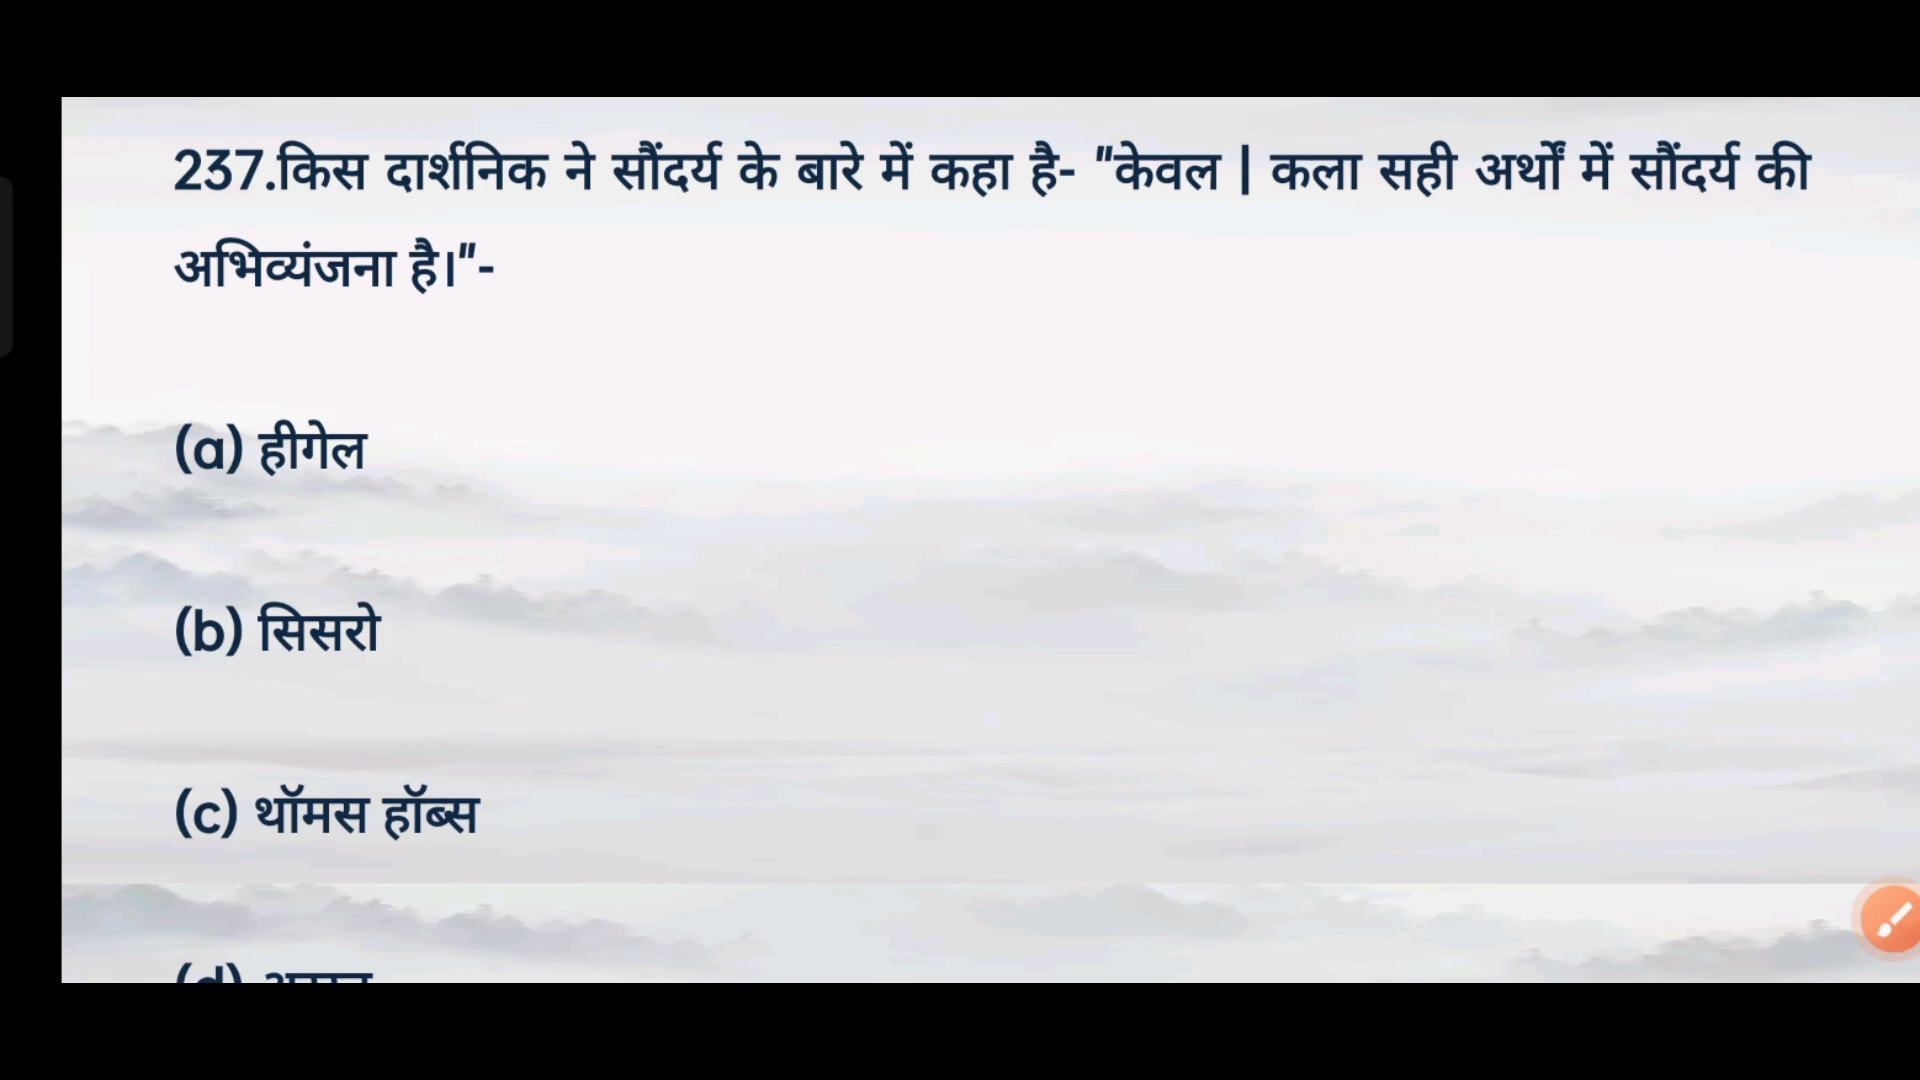 237.किस दार्शनिक ने सौंदर्य के बारे में कहा है- "केवल | कला सही अर्थों में सौंदर्य की
अभिव्यंजना है।"-
(a) हीगेल
(b) सिसरो
(c) थॉमस हॉब्स
(d)